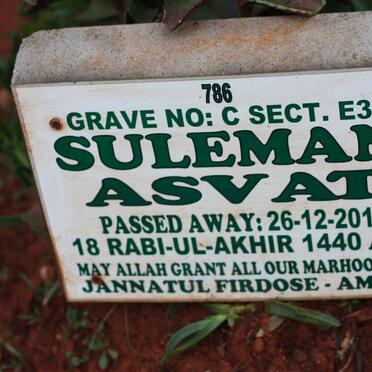 786
GRAVE NO: C SECT. E3
SULEMAN
ASVAT
PASSED AWAY: 26-12-201
18 RABI-UL-AKHIR 1440 A
MAY ALLAH GRANT ALL OUR MARHOO
JANNATUL FIRDOSE - AM